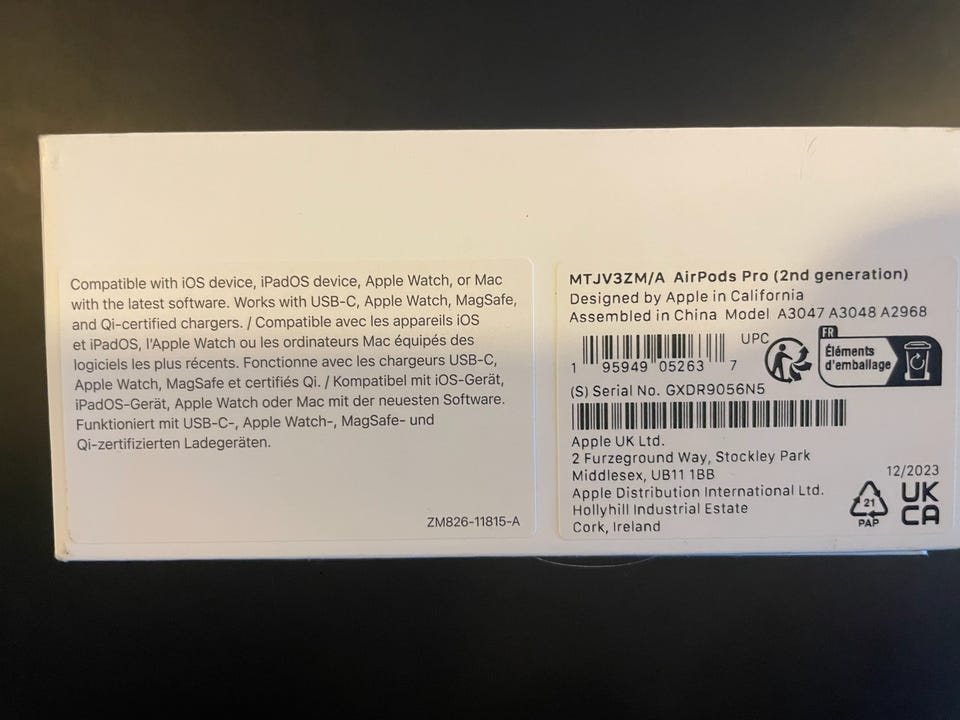 Compatible with iOS device, iPadOS device, Apple Watch, or Mac
with the latest software. Works with USB-C, Apple Watch, MagSafe,
and Qi-certified chargers. / Compatible avec les appareils iOS
et iPadOS, l'Apple Watch ou les ordinateurs Mac équipés des
logiciels les plus récents. Fonctionne avec les chargeurs USB-C,
Apple Watch, MagSafe et certifiés Qi. / Kompatibel mit iOS-Gerät,
iPadOS-Gerät, Apple Watch oder Mac mit der neuesten Software.
Funktioniert mit USB-C-, Apple Watch-, MagSafe- und
Qi-zertifizierten Ladegeräten.
ZM826-11815-A
MTJV3ZM/A AirPods Pro (2nd generation)
Designed by Apple in California
Assembled in China Model A3047 A3048 A2968
UPC
1 95949 05263 7
FR
Éléments
d'emballage
(S) Serial No. GXDR9056N5
Apple UK Ltd.
2 Furzeground Way, Stockley Park
Middlesex, UB11 1BB
Apple Distribution International Ltd.
Hollyhill Industrial Estate
Cork, Ireland
12/2023
21
PAP
UK
CA